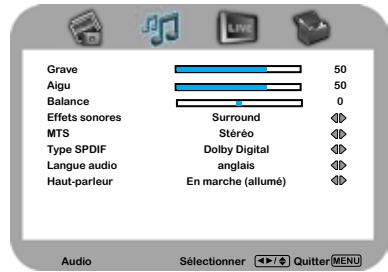 LIVE
Grave 50
Aigu 50
Balance 0
Effets sonores Surround
MTS Stéréo
Type SPDIF Dolby Digital
Langue audio anglais
Haut-parleur En marche (allumé)
Audio Sélectionner ◄►/♦ Quitter MENU